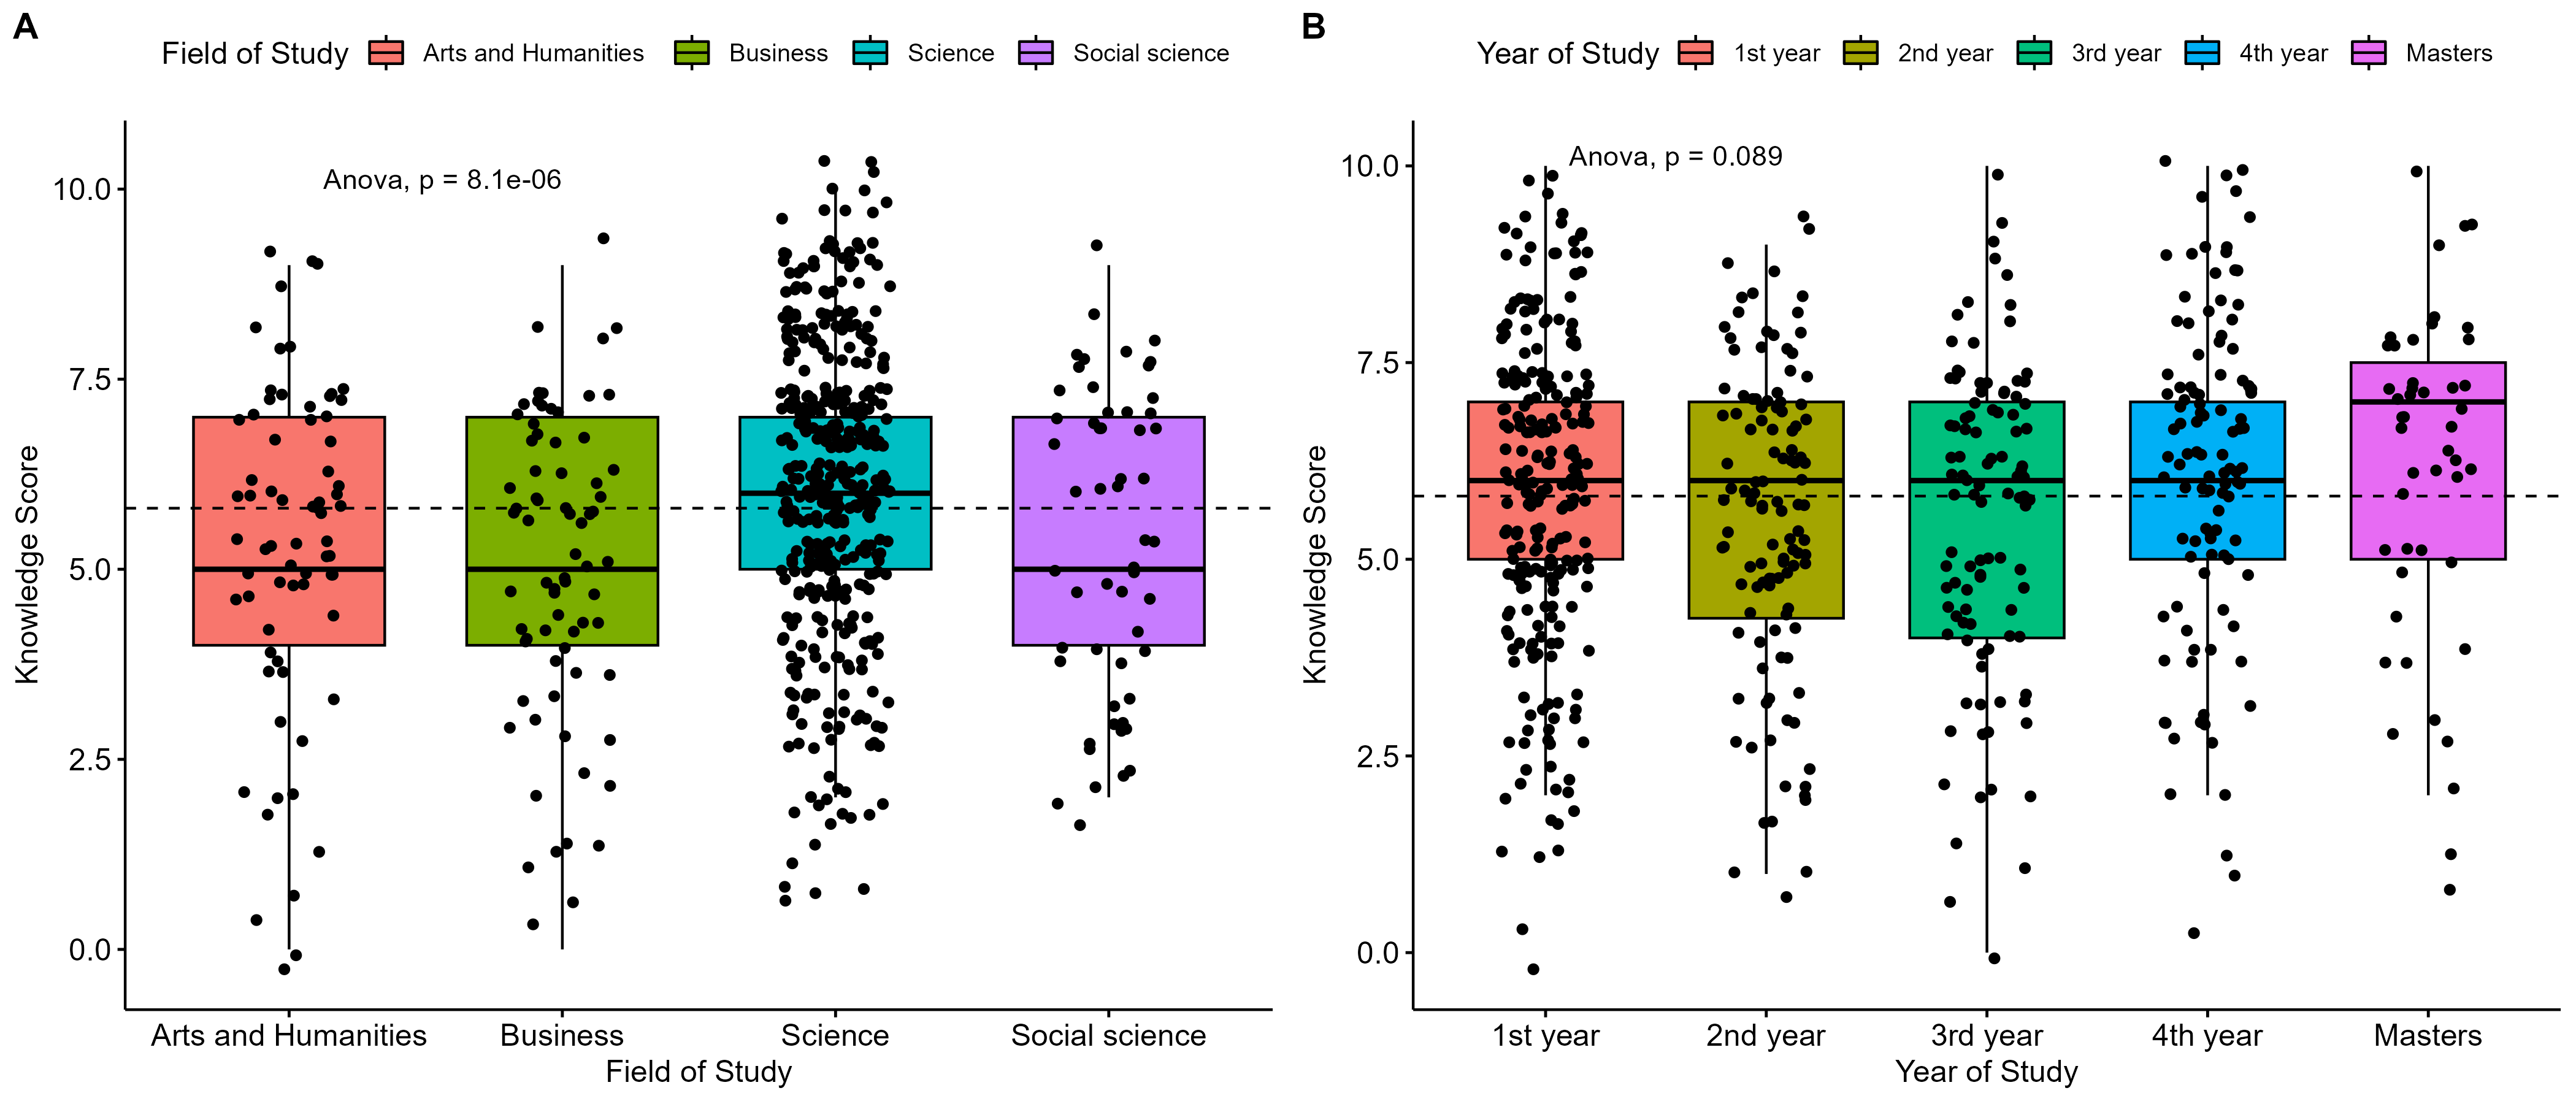 A
Field of Study Arts and Humanities Business Science Social science
Anova, p = 8.1e-06
Knowledge Score
10.0
7.5
5.0
2.5
0.0
Arts and Humanities Business Science Social science
Field of Study
B
Year of Study 1st year 2nd year 3rd year 4th year Masters
Anova, p = 0.089
Knowledge Score
10.0
7.5
5.0
2.5
0.0
1st year 2nd year 3rd year 4th year Masters
Year of Study